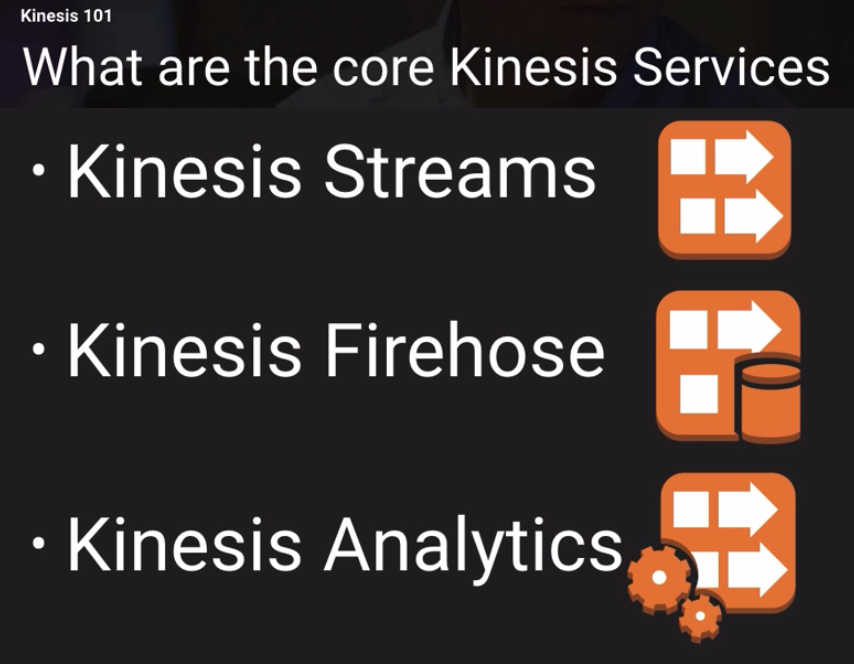 Kinesis 101
What are the core Kinesis Services
• Kinesis Streams
• Kinesis Firehose
• Kinesis Analytics